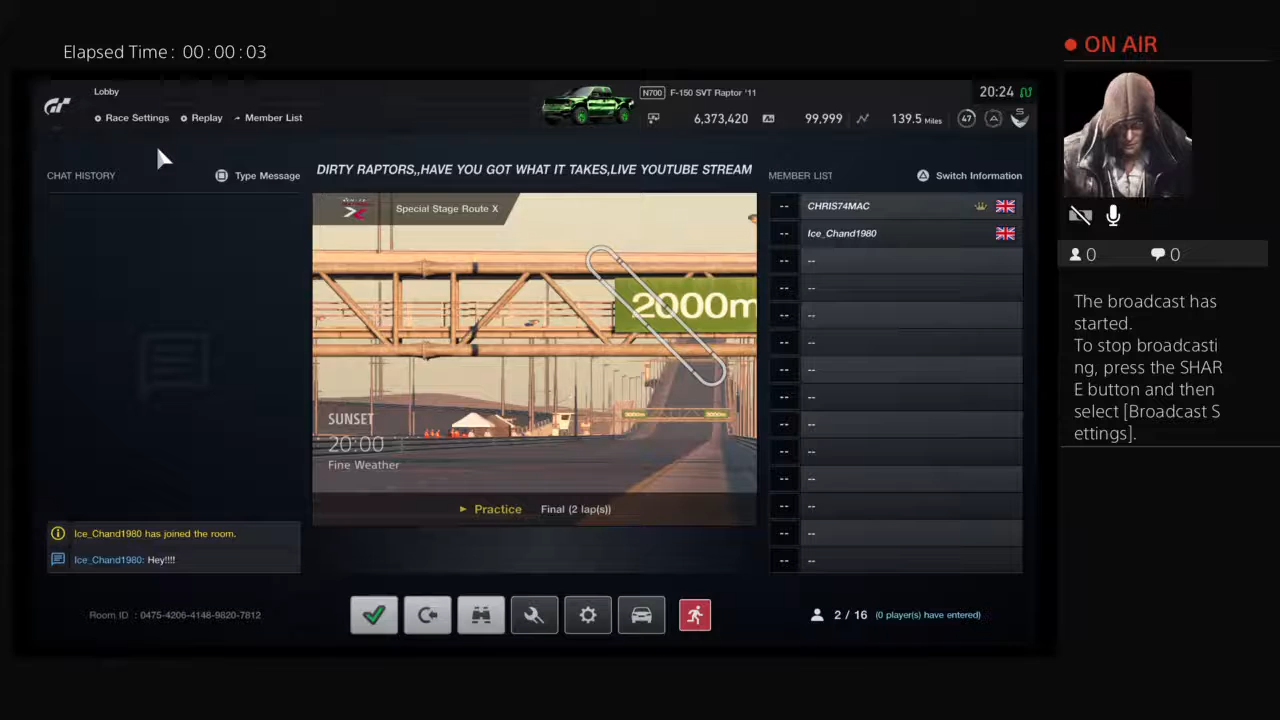 Elapsed Time: 00:00:03
ON AIR
Lobby
Race Settings Replay Member List
N700 F-150 SVT Raptor '11
6,373,420 99,999 139.5 Miles 47 S
20:24
CHAT HISTORY Type Message
DIRTY RAPTORS,,HAVE YOU GOT WHAT IT TAKES,LIVE YOUTUBE STREAM
MEMBER LIST Switch Information
Special Stage Route X
-- CHRIS74MAC
-- Ice_Chand1980
-- --
-- --
-- --
-- --
-- --
-- --
-- --
-- --
-- --
-- --
-- --
-- --
2000m
SUNSET
20:00
Fine Weather
Practice Final (2 lap(s))
Ice_Chand1980 has joined the room.
Ice_Chand1980: Hey!!!!
Room ID : 0475-4206-4148-9820-7812
2 / 16 (0 player(s) have entered)
0 0
The broadcast has
started.
To stop broadcasti
ng, press the SHAR
E button and then
select [Broadcast S
ettings].